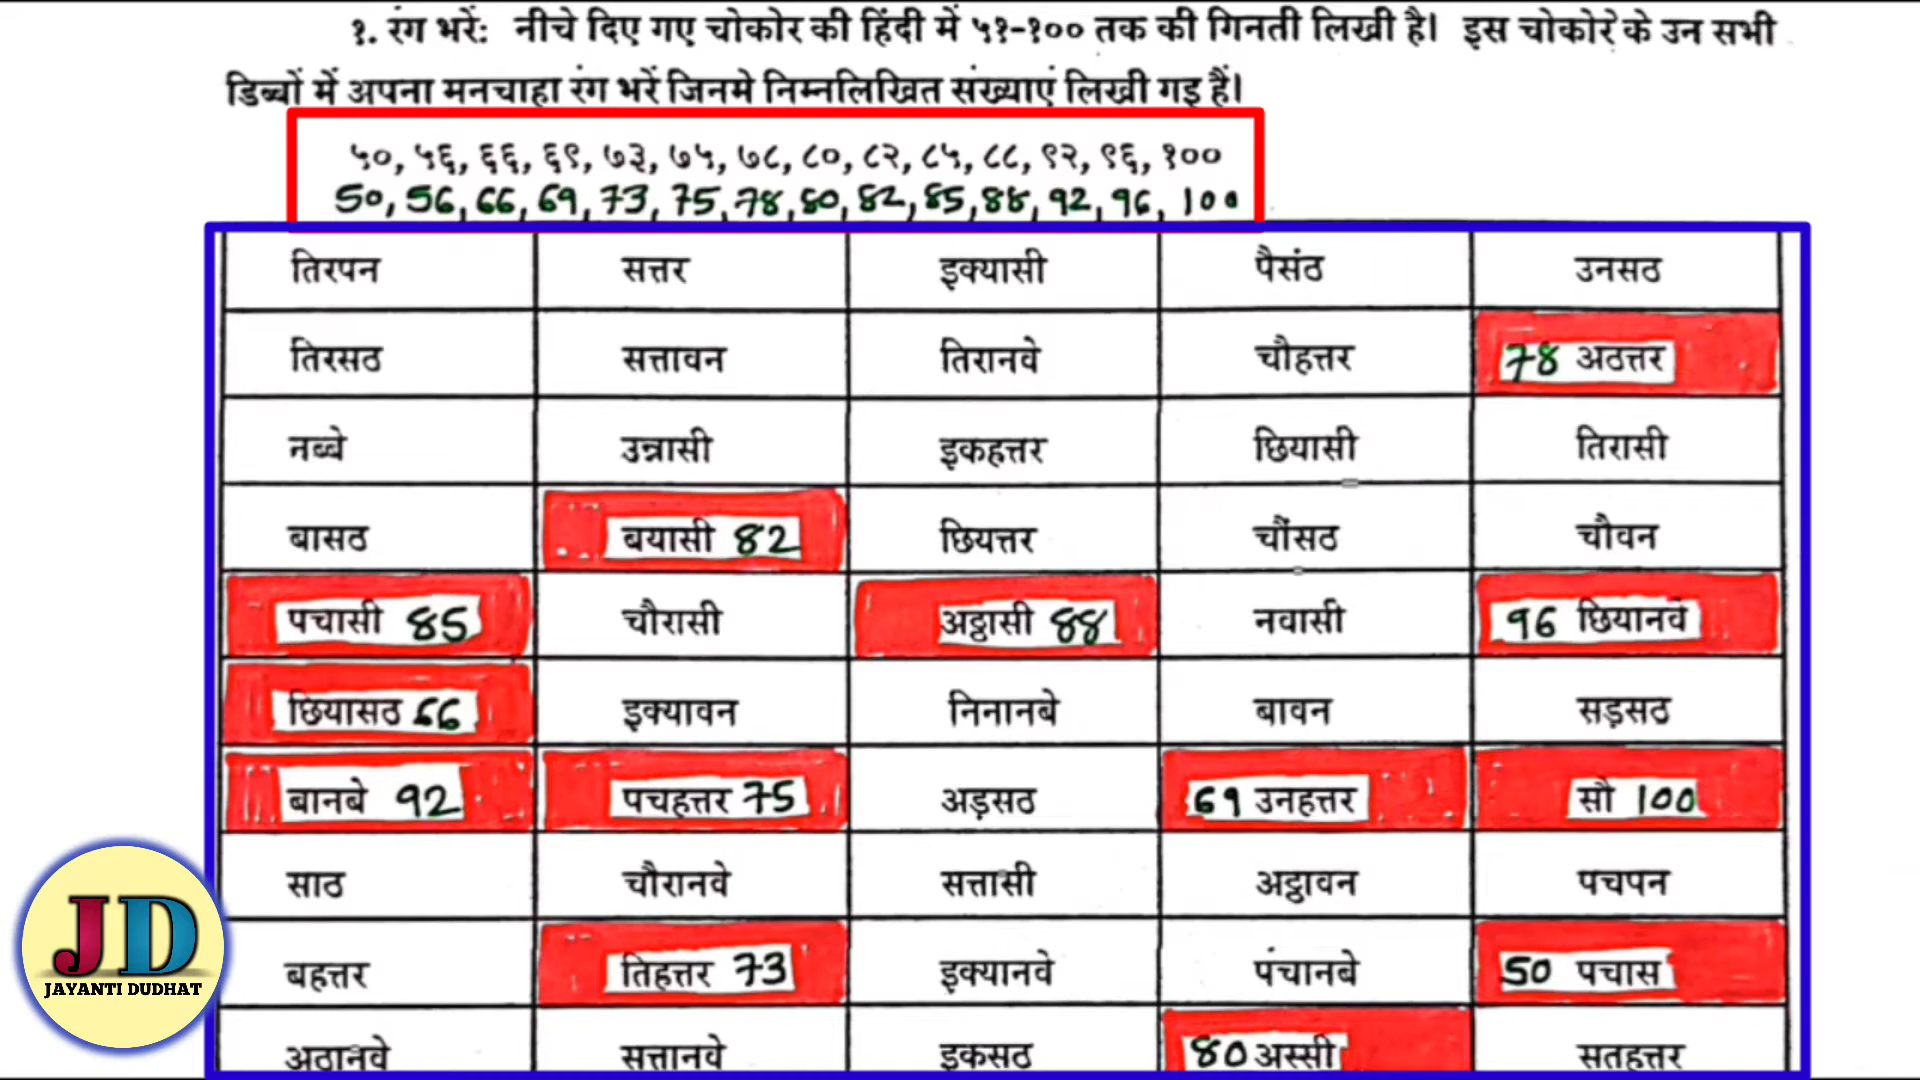 १. रंग भरें: नीचे दिए गए चोकोर की हिंदी में ५१-१०० तक की गिनती लिखी है। इस चोकोरे के उन सभी
डिब्बों में अपना मनचाहा रंग भरें जिनमे निम्नलिखित संख्याएं लिखी गइ हैं।
५०, ५६, ६६, ६९, ७३, ७५, ७८, ८०, ८२, ८५, ८८, ९२, ९६, १००
50, 56, 66, 69, 73, 75, 78, 80, 82, 85, 88, 92, 96, 100
तिरपन सत्तर इक्यासी पैसंठ उनसठ
तिरसठ सत्तावन तिरानवे चौहत्तर 78 अठत्तर
नब्बे उन्नासी इकहत्तर छियासी तिरासी
बासठ बयासी 82 छियत्तर चौंसठ चौवन
पचासी 85 चौरासी अट्ठासी 88 नवासी 96 छियानवे
छियासठ 66 इक्यावन निनानबे बावन सड़सठ
बानबे 92 पचहत्तर 75 अड़सठ 69 उनहत्तर सौ 100
साठ चौरानवे सत्तासी अट्ठावन पचपन
बहत्तर तिहत्तर 73 इक्यानवे पंचानबे 50 पचास
अठानवे सत्तानवे इकसठ 80 अस्सी सतहत्तर
JD
JAYANTI DUDHAT